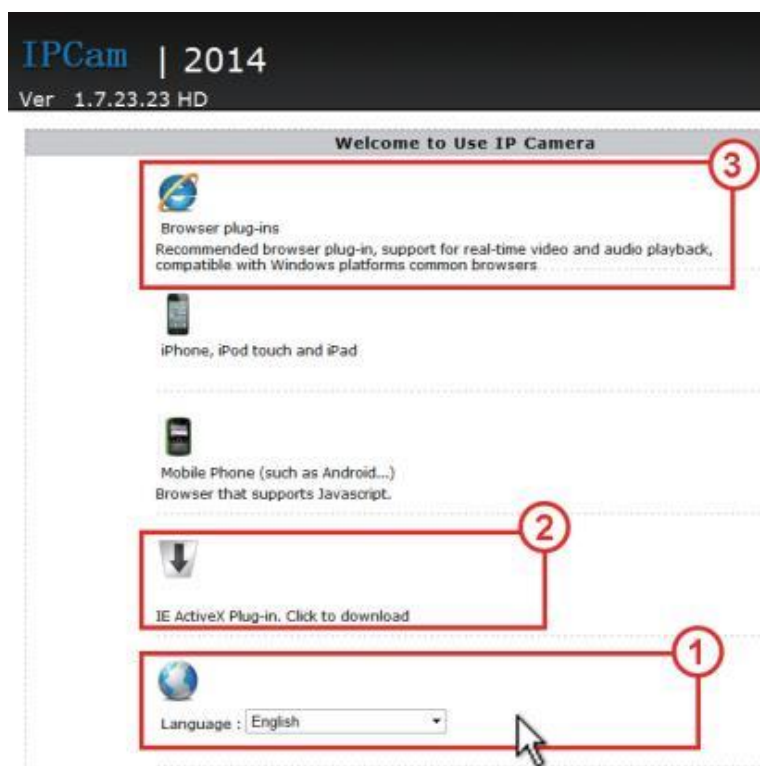 IPCam | 2014
Ver 1.7.23.23 HD
Welcome to Use IP Camera
3
Browser plug-ins
Recommended browser plug-in, support for real-time video and audio playback,
compatible with Windows platforms common browsers
iPhone, iPod touch and iPad
Mobile Phone (such as Android...)
Browser that supports Javascript.
2
IE ActiveX Plug-in. Click to download
1
Language : English